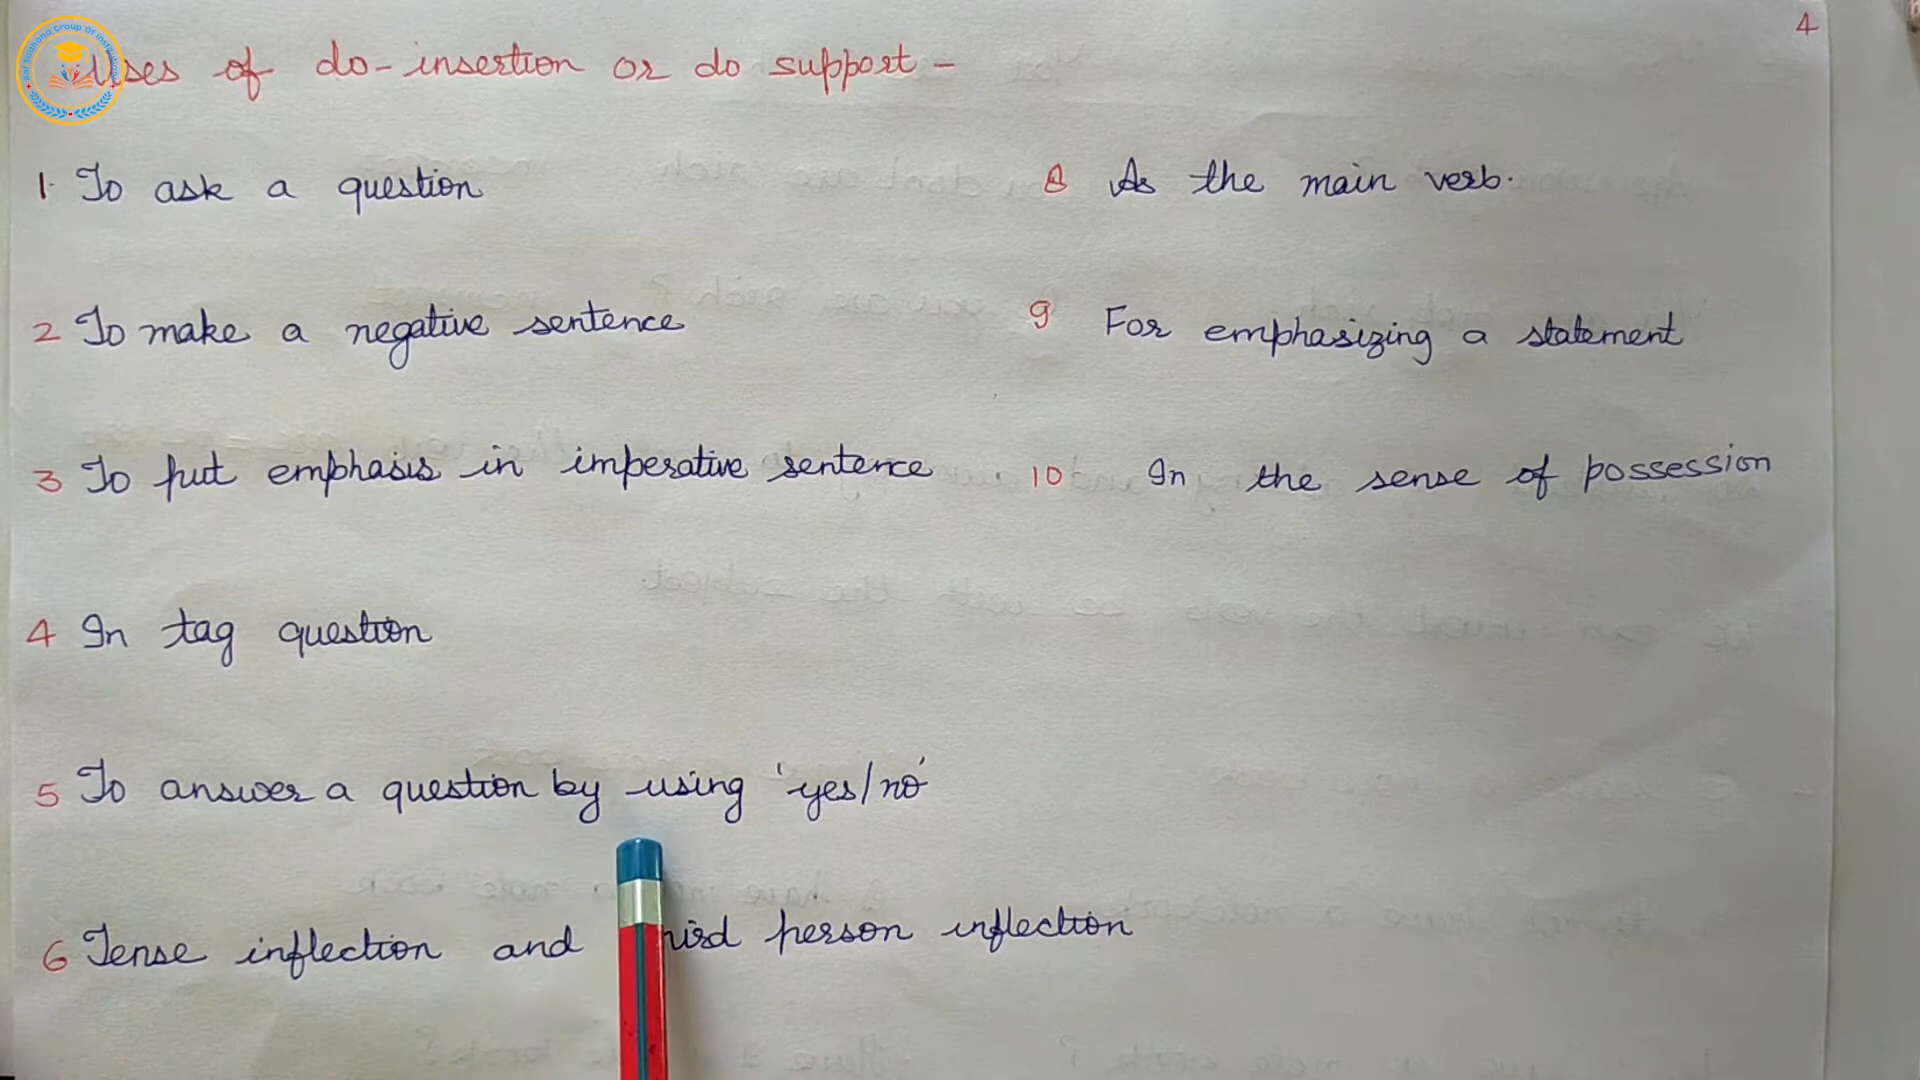 4
Uses of do-insertion or do support -
1. To ask a question
2 To make a negative sentence
3 To put emphasis in imperative sentence
4 In tag question
5 To answer a question by using 'yes/no'
6 Tense inflection and person inflection
8 As the main verb.
9 For emphasizing a statement
10 In the sense of possession